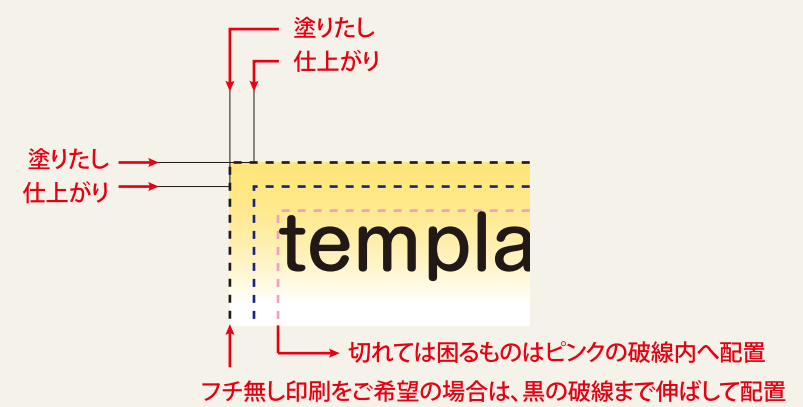 塗りたし
仕上がり
塗りたし
仕上がり
templa
切れては困るものはピンクの破線内へ配置
フチ無し印刷をご希望の場合は、黒の破線まで伸ばして配置